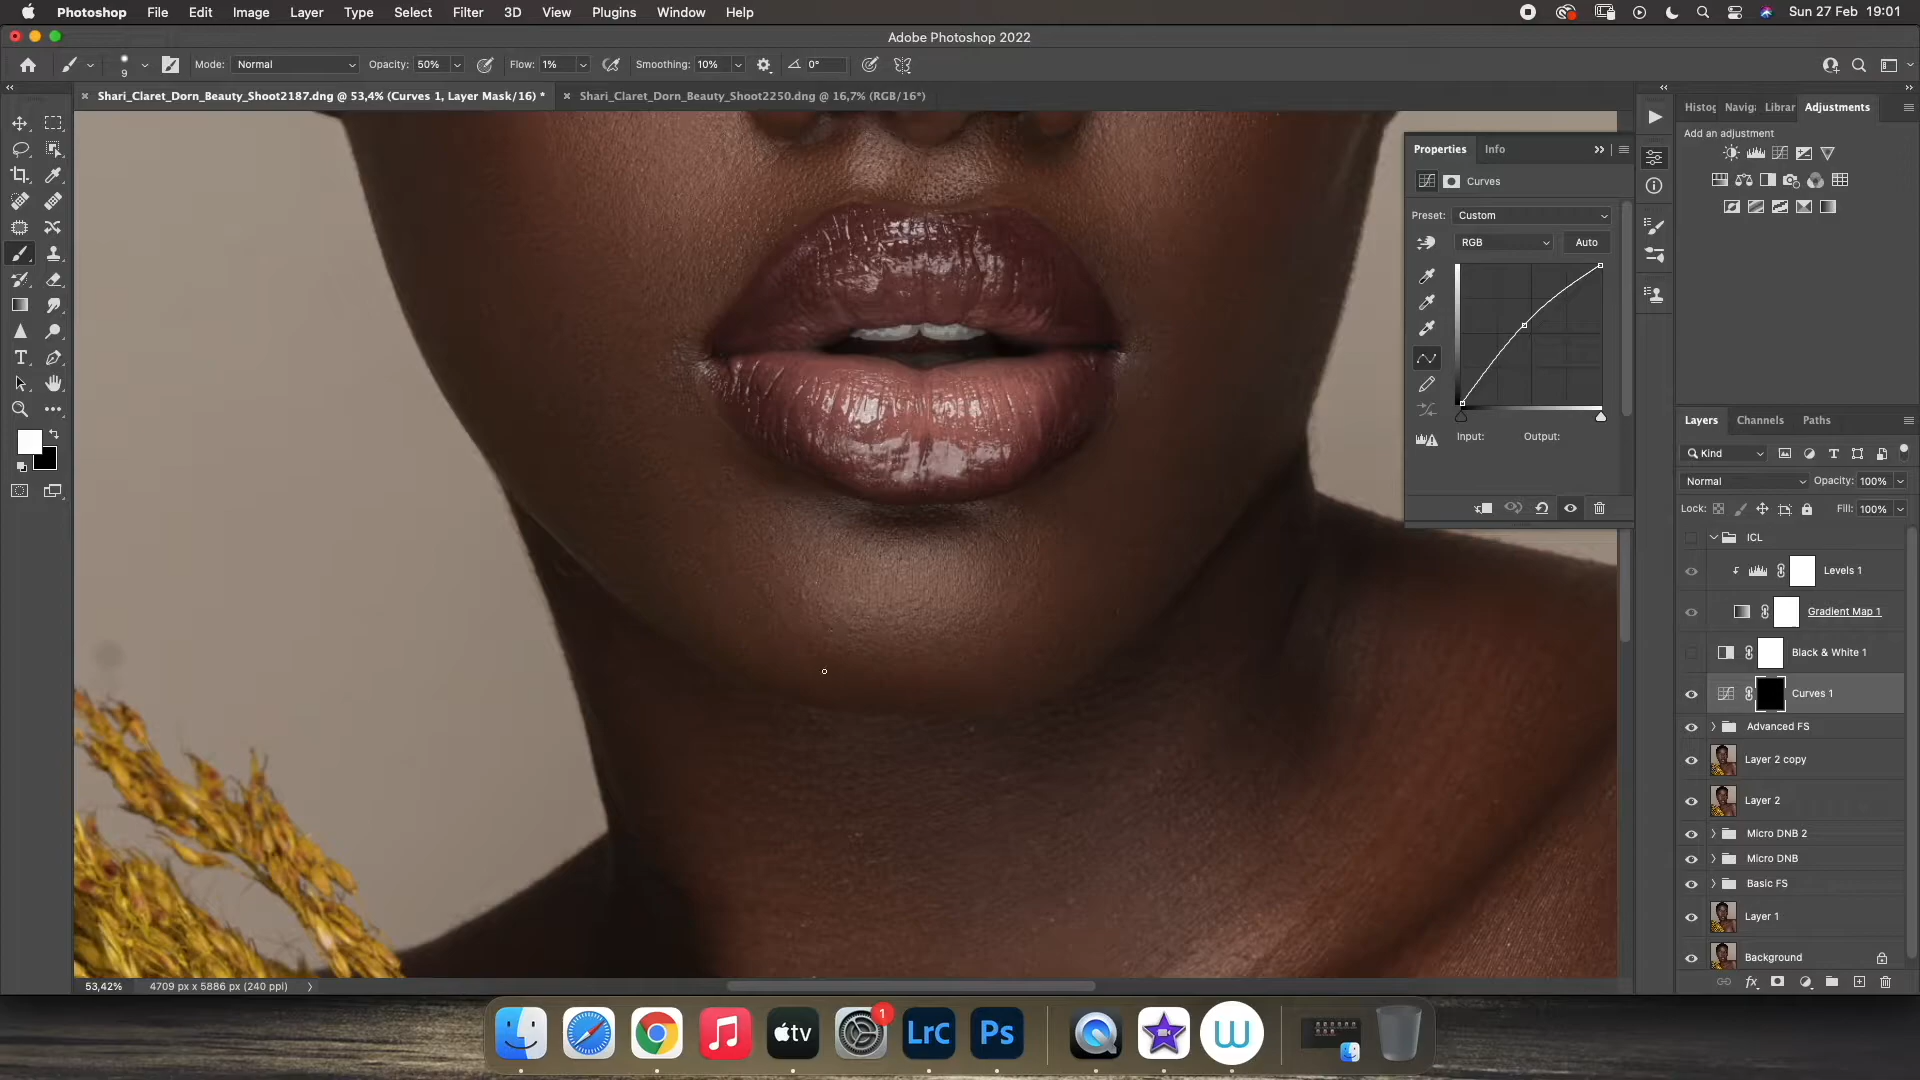 Photoshop File Edit Image Layer Type Select Filter 3D View Plugins Window Help Sun 27 Feb 19:01
Adobe Photoshop 2022
9 Mode: Normal Opacity: 50% Flow: 1% Smoothing: 10% 0°
Shari_Claret_Dorn_Beauty_Shoot2187.dng @ 53,4% (Curves 1, Layer Mask/16) * Shari_Claret_Dorn_Beauty_Shoot2250.dng @ 16,7% (RGB/16*)
Histog Naviga Librar Adjustments
Add an adjustment
Properties Info
Curves
Preset: Custom
RGB Auto
Input: Output:
Layers Channels Paths
Kind
Normal Opacity: 100%
Lock: Fill: 100%
ICL
Levels 1
Gradient Map 1
Black & White 1
Curves 1
Advanced FS
Layer 2 copy
Layer 2
Micro DNB 2
Micro DNB
Basic FS
Layer 1
Background
53,42% 4709 px x 5886 px (240 ppi)
tv 1 LrC Ps